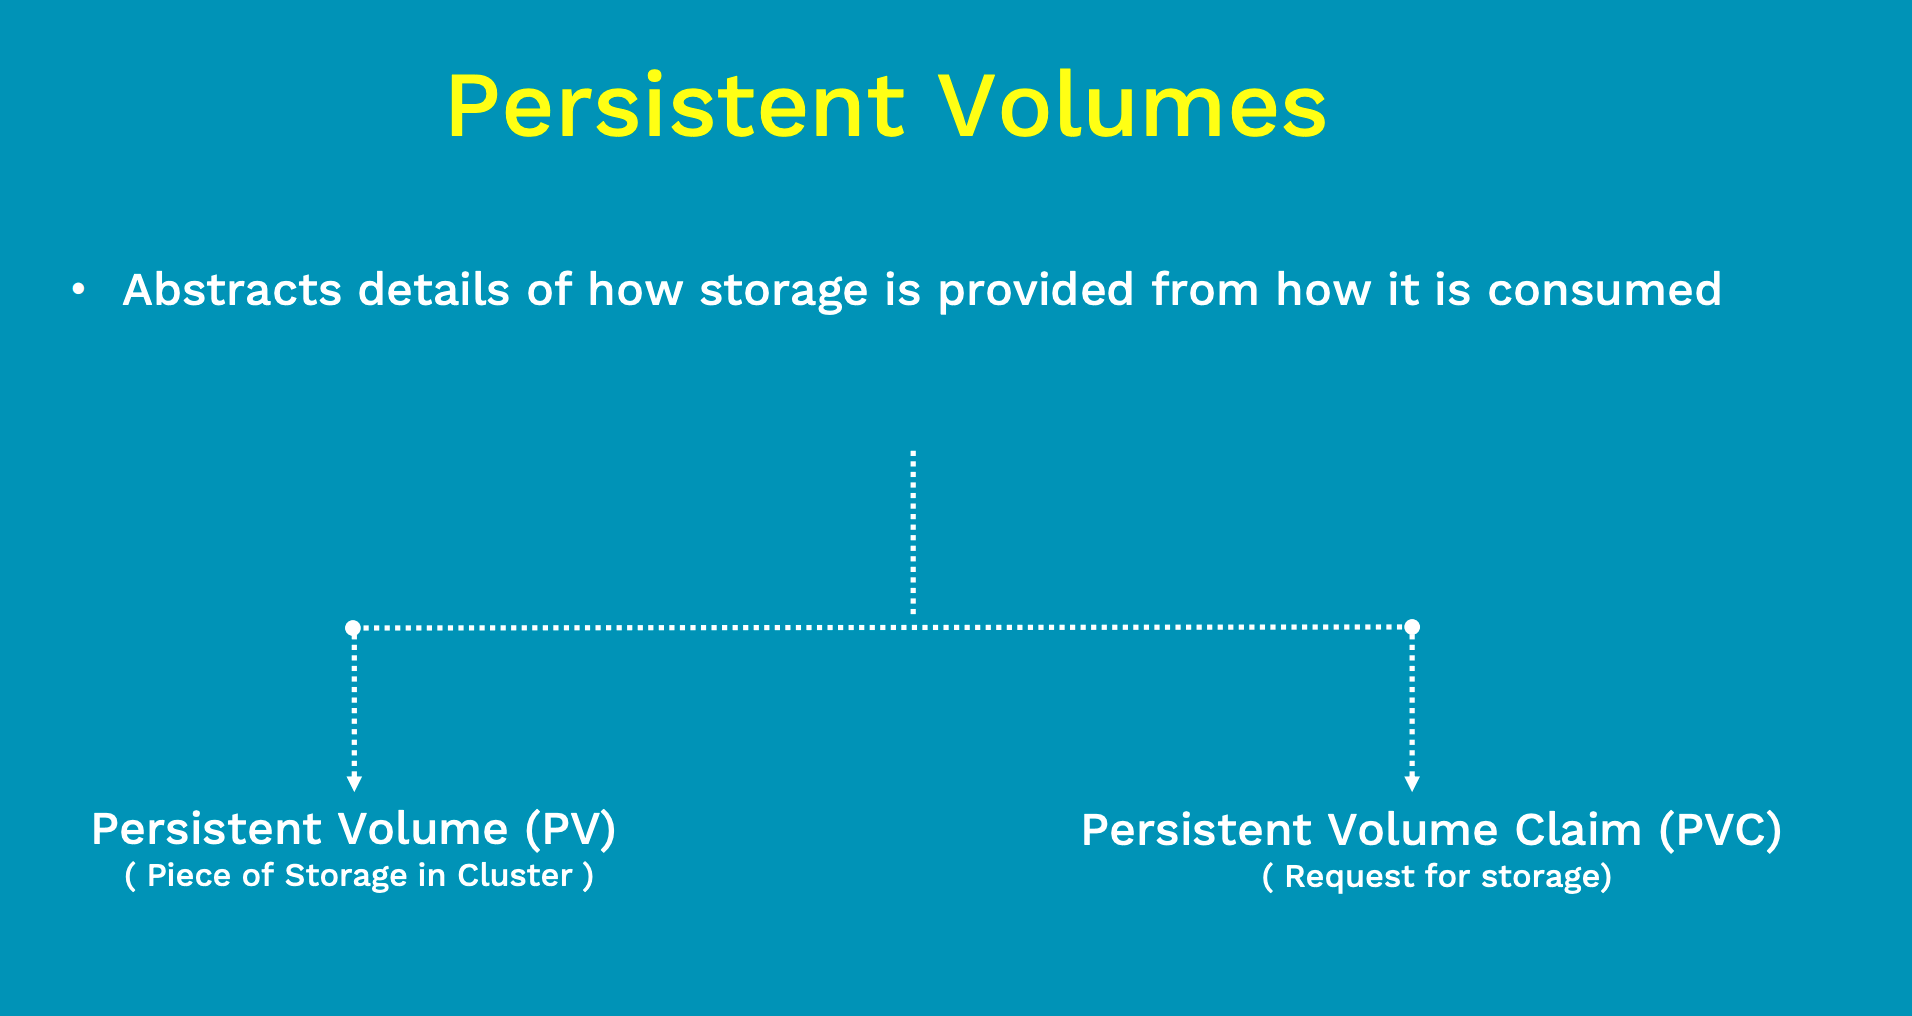 Persistent Volumes
• Abstracts details of how storage is provided from how it is consumed
Persistent Volume (PV)
( Piece of Storage in Cluster )
Persistent Volume Claim (PVC)
( Request for storage)